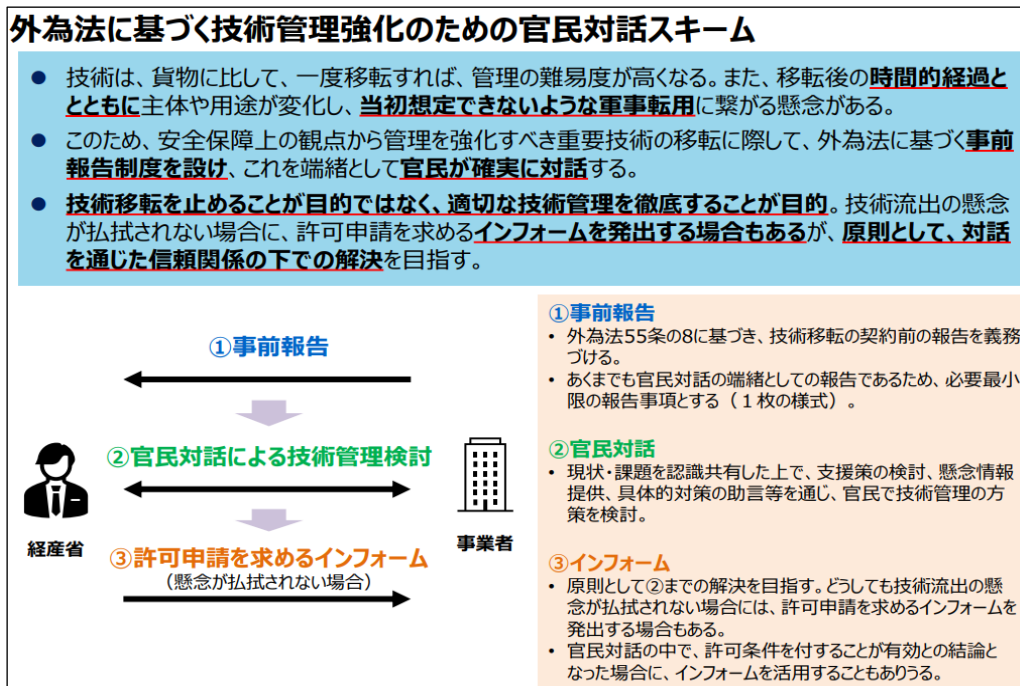 外為法に基づく技術管理強化のための官民対話スキーム
● 技術は、貨物に比して、一度移転すれば、管理の難易度が高くなる。また、移転後の時間的経過と
とともに主体や用途が変化し、当初想定できないような軍事転用に繋がる懸念がある。
● このため、安全保障上の観点から管理を強化すべき重要技術の移転に際して、外為法に基づく事前
報告制度を設け、これを端緒として官民が確実に対話する。
● 技術移転を止めることが目的ではなく、適切な技術管理を徹底することが目的。技術流出の懸念
が払拭されない場合に、許可申請を求めるインフォームを発出する場合もあるが、原則として、対話
を通じた信頼関係の下での解決を目指す。
①事前報告
②官民対話による技術管理検討
経産省
事業者
③許可申請を求めるインフォーム
(懸念が払拭されない場合)
①事前報告
• 外為法55条の8に基づき、技術移転の契約前の報告を義務
づける。
• あくまでも官民対話の端緒としての報告であるため、必要最小
限の報告事項とする(1枚の様式)。
②官民対話
• 現状・課題を認識共有した上で、支援策の検討、懸念情報
提供、具体的対策の助言等を通じ、官民で技術管理の方
策を検討。
③インフォーム
• 原則として②までの解決を目指す。どうしても技術流出の懸
念が払拭されない場合には、許可申請を求めるインフォームを
発出する場合もある。
• 官民対話の中で、許可条件を付することが有効との結論と
なった場合に、インフォームを活用することもありうる。